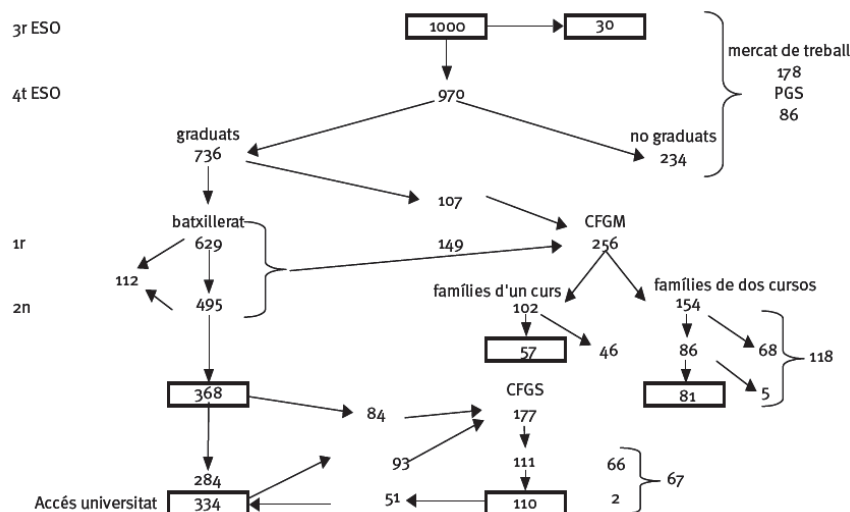 3r ESO
1000
30
mercat de treball
178
PGS
86
4t ESO
970
graduats
736
no graduats
234
107
batxillerat
CFGM
1r
629
149
256
112
famílies d'un curs
famílies de dos cursos
2n
495
102
154
57
46
86
68
118
368
CFGS
81
5
84
177
93
111
66
67
284
Accés universitat
334
51
110
2